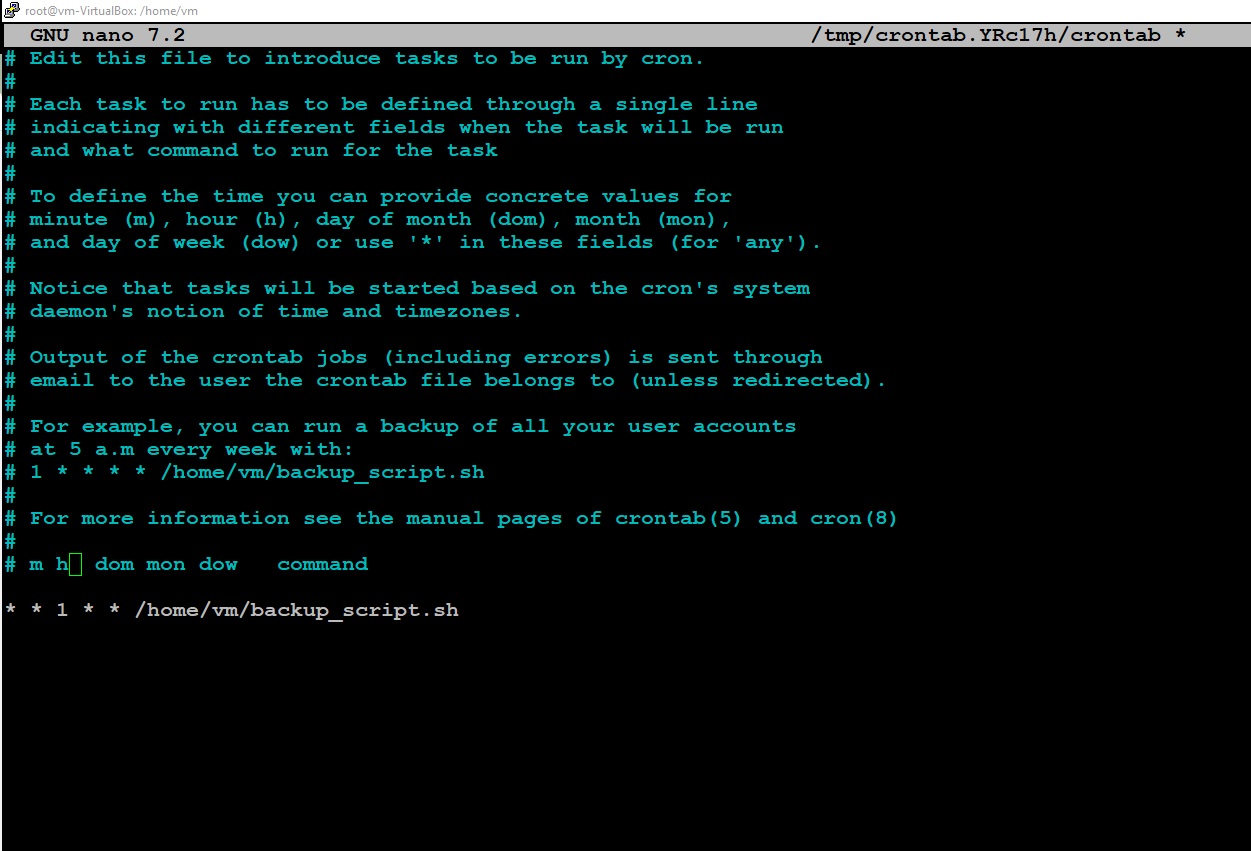 root@vm-VirtualBox: /home/vm
GNU nano 7.2 /tmp/crontab.YRc17h/crontab *
# Edit this file to introduce tasks to be run by cron.
#
# Each task to run has to be defined through a single line
# indicating with different fields when the task will be run
# and what command to run for the task
#
# To define the time you can provide concrete values for
# minute (m), hour (h), day of month (dom), month (mon),
# and day of week (dow) or use '*' in these fields (for 'any').
#
# Notice that tasks will be started based on the cron's system
# daemon's notion of time and timezones.
#
# Output of the crontab jobs (including errors) is sent through
# email to the user the crontab file belongs to (unless redirected).
#
# For example, you can run a backup of all your user accounts
# at 5 a.m every week with:
# 1 * * * * /home/vm/backup_script.sh
#
# For more information see the manual pages of crontab(5) and cron(8)
#
# m h dom mon dow command
* * 1 * * /home/vm/backup_script.sh